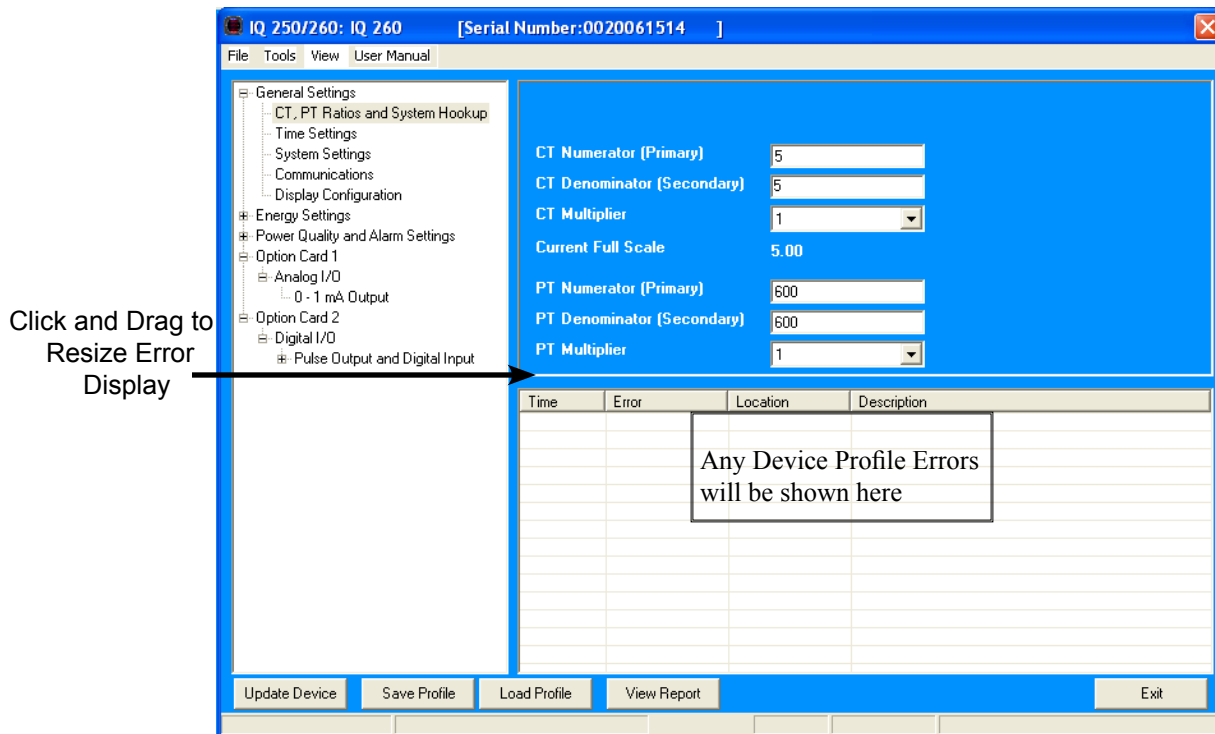 IQ 250/260: IQ 260 [Serial Number:0020061514 ]
File Tools View User Manual
General Settings
CT, PT Ratios and System Hookup
Time Settings
System Settings
Communications
Display Configuration
Energy Settings
Power Quality and Alarm Settings
Option Card 1
Analog I/O
0 - 1 mA Output
Option Card 2
Digital I/O
Pulse Output and Digital Input
Click and Drag to
Resize Error
Display
CT Numerator (Primary) 5
CT Denominator (Secondary) 5
CT Multiplier 1
Current Full Scale 5.00
PT Numerator (Primary) 600
PT Denominator (Secondary) 600
PT Multiplier 1
Time Error Location Description
Any Device Profile Errors
will be shown here
Update Device Save Profile Load Profile View Report Exit